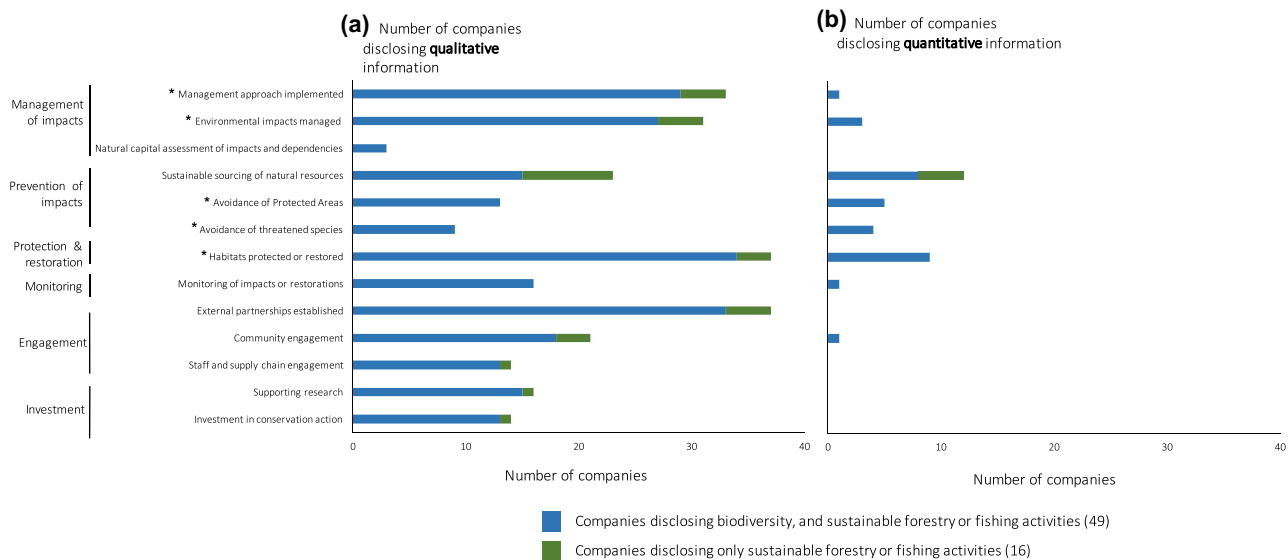 (a) Number of companies
disclosing qualitative
information
(b) Number of companies
disclosing quantitative information
Management
of impacts
* Management approach implemented
* Environmental impacts managed
Natural capital assessment of impacts and dependencies
Prevention of
impacts
Sustainable sourcing of natural resources
* Avoidance of Protected Areas
* Avoidance of threatened species
Protection &
restoration
* Habitats protected or restored
Monitoring
Monitoring of impacts or restorations
Engagement
External partnerships established
Community engagement
Staff and supply chain engagement
Investment
Supporting research
Investment in conservation action
0 10 20 30 40
Number of companies
0 10 20 30 40
Number of companies
Companies disclosing biodiversity, and sustainable forestry or fishing activities (49)
Companies disclosing only sustainable forestry or fishing activities (16)